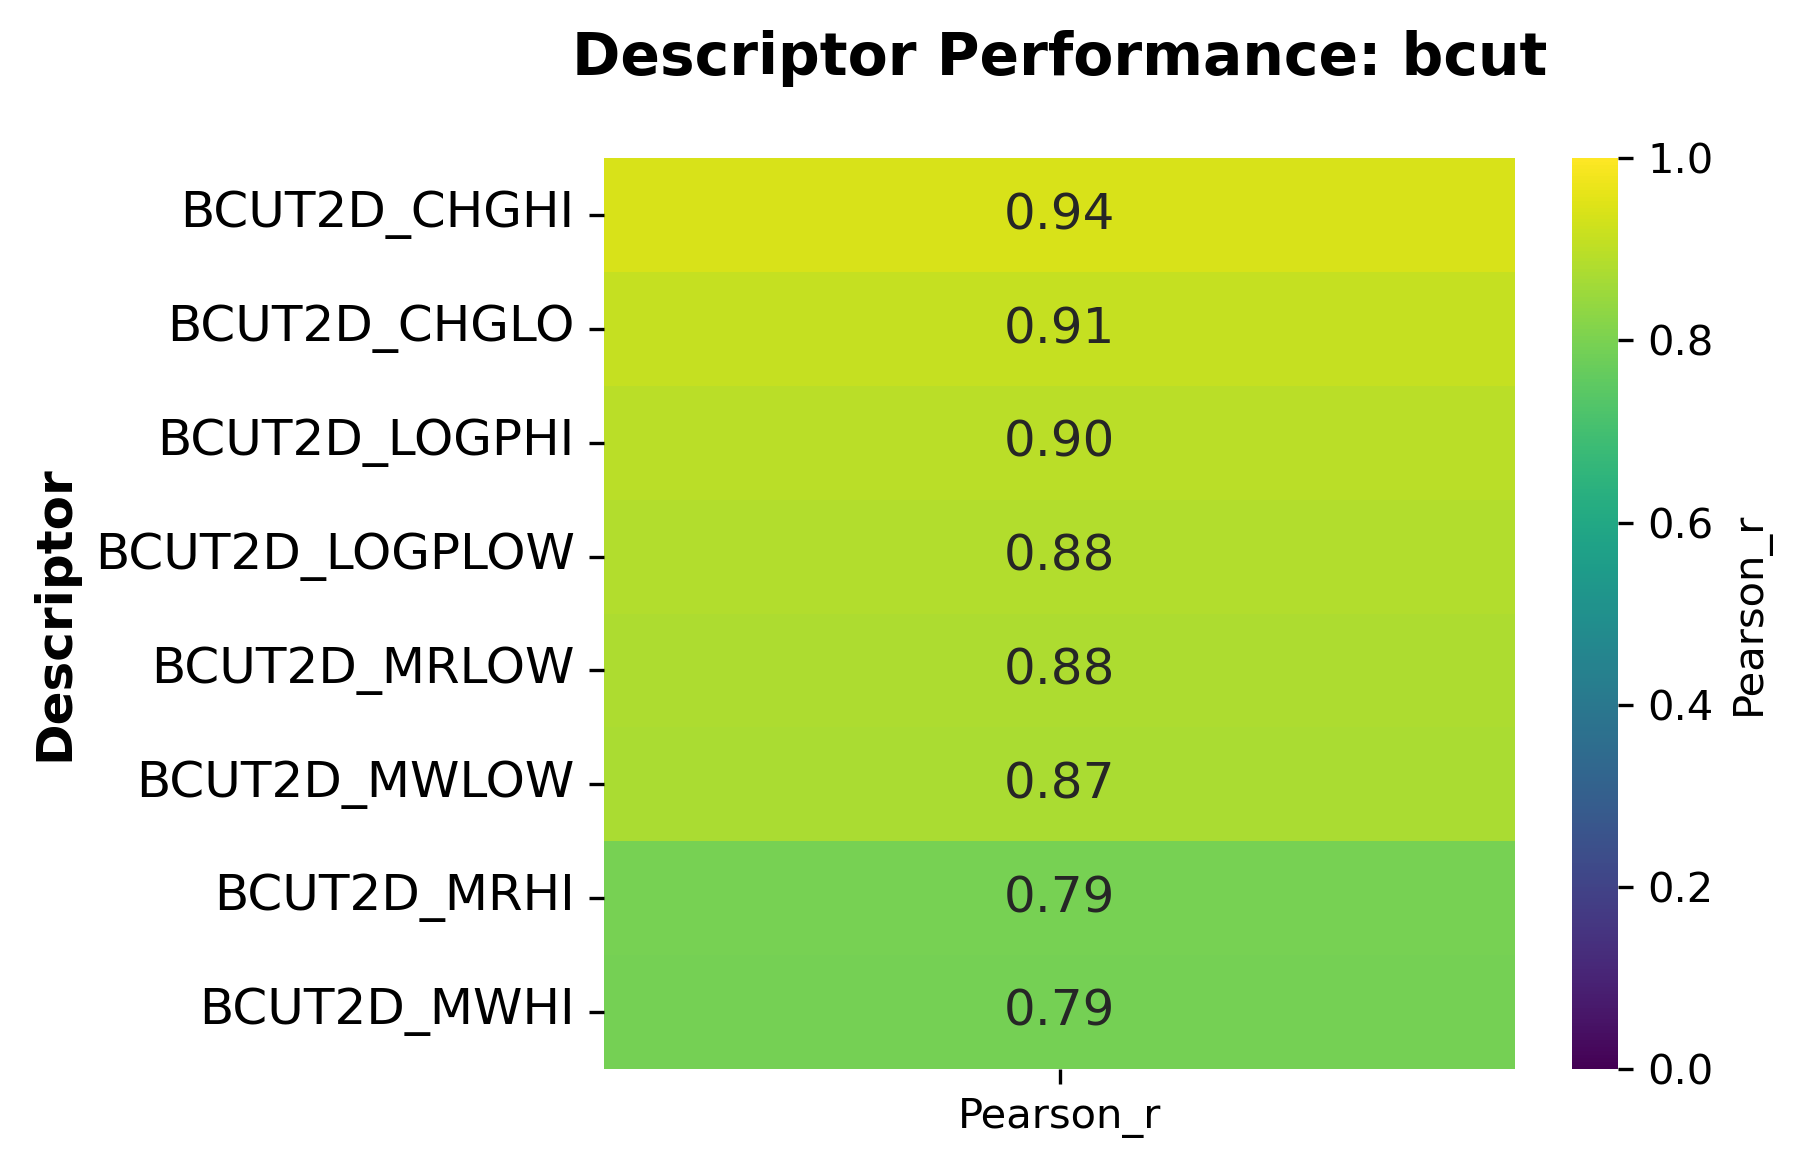 Descriptor Performance: bcut
Descriptor
BCUT2D_CHGHI 0.94
BCUT2D_CHGLO 0.91
BCUT2D_LOGPHI 0.90
BCUT2D_LOGPLOW 0.88
BCUT2D_MRLOW 0.88
BCUT2D_MWLOW 0.87
BCUT2D_MRHI 0.79
BCUT2D_MWHI 0.79
Pearson_r
1.0
0.8
0.6
0.4
0.2
0.0
Pearson_r